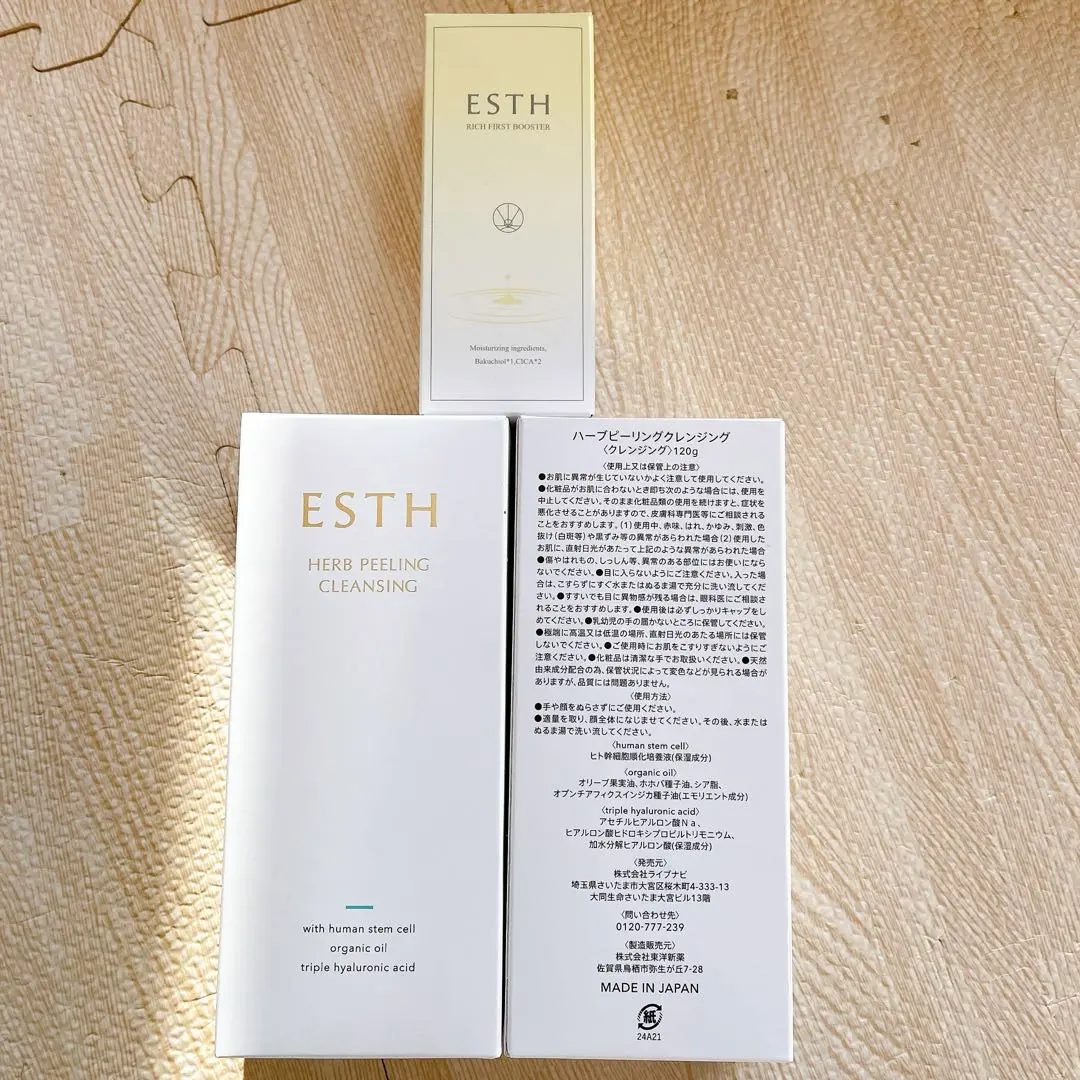 ESTH
RICH FIRST BOOSTER
Moisturizing ingredients,
Bakuchiol*1,CICA*2
ESTH
HERB PEELING
CLEANSING
with human stem cell
organic oil
triple hyaluronic acid
ハーブピーリングクレンジング
〈クレンジング〉120g
〈使用上又は保管上の注意〉
●お肌に異常が生じていないかよく注意して使用してください。
●化粧品がお肌に合わないとき即ち次のような場合には、使用を
中止してください。そのまま化粧品類の使用を続けますと、症状を
悪化させることがありますので、皮膚科専門医等にご相談される
ことをおすすめします。(1)使用中、赤味、はれ、かゆみ、刺激、色
抜け(白斑等)や黒ずみ等の異常があらわれた場合(2)使用した
お肌に、直射日光があたって上記のような異常があらわれた場合
●傷やはれもの、しっしん等、異常のある部位にはお使いになら
ないでください。●目に入らないようにご注意ください。入った場
合は、こすらずにすぐ水またはぬるま湯で充分に洗い流してくだ
さい。●すすいでも目に異物感が残る場合は、眼科医にご相談さ
れることをおすすめします。●使用後は必ずしっかりキャップをし
めてください。●乳幼児の手の届かないところに保管してください。
●極端に高温又は低温の場所、直射日光のあたる場所には保管
しないでください。●ご使用時にお肌をこすりすぎないようにご
注意ください。●化粧品は清潔な手でお取扱いください。●天然
由来成分配合の為、保管状況によって変色などが見られる場合が
ありますが、品質には問題ありません。
〈使用方法〉
●手や顔をぬらさずにご使用ください。
●適量を取り、顔全体になじませてください。その後、水または
ぬるま湯で洗い流してください。
〈human stem cell〉
ヒト幹細胞順化培養液(保湿成分)
〈organic oil〉
オリーブ果実油、ホホバ種子油、シア脂、
オプンチアフィクスインジカ種子油(エモリエント成分)
〈triple hyaluronic acid〉
アセチルヒアルロン酸Na、
ヒアルロン酸ヒドロキシプロピルトリモニウム、
加水分解ヒアルロン酸(保湿成分)
〈発売元〉
株式会社ライブナビ
埼玉県さいたま市大宮区桜木町4-333-13
大同生命さいたま大宮ビル13階
〈問い合わせ先〉
0120-777-239
〈製造販売元〉
株式会社東洋新薬
佐賀県鳥栖市弥生が丘7-28
MADE IN JAPAN
紙
24A21